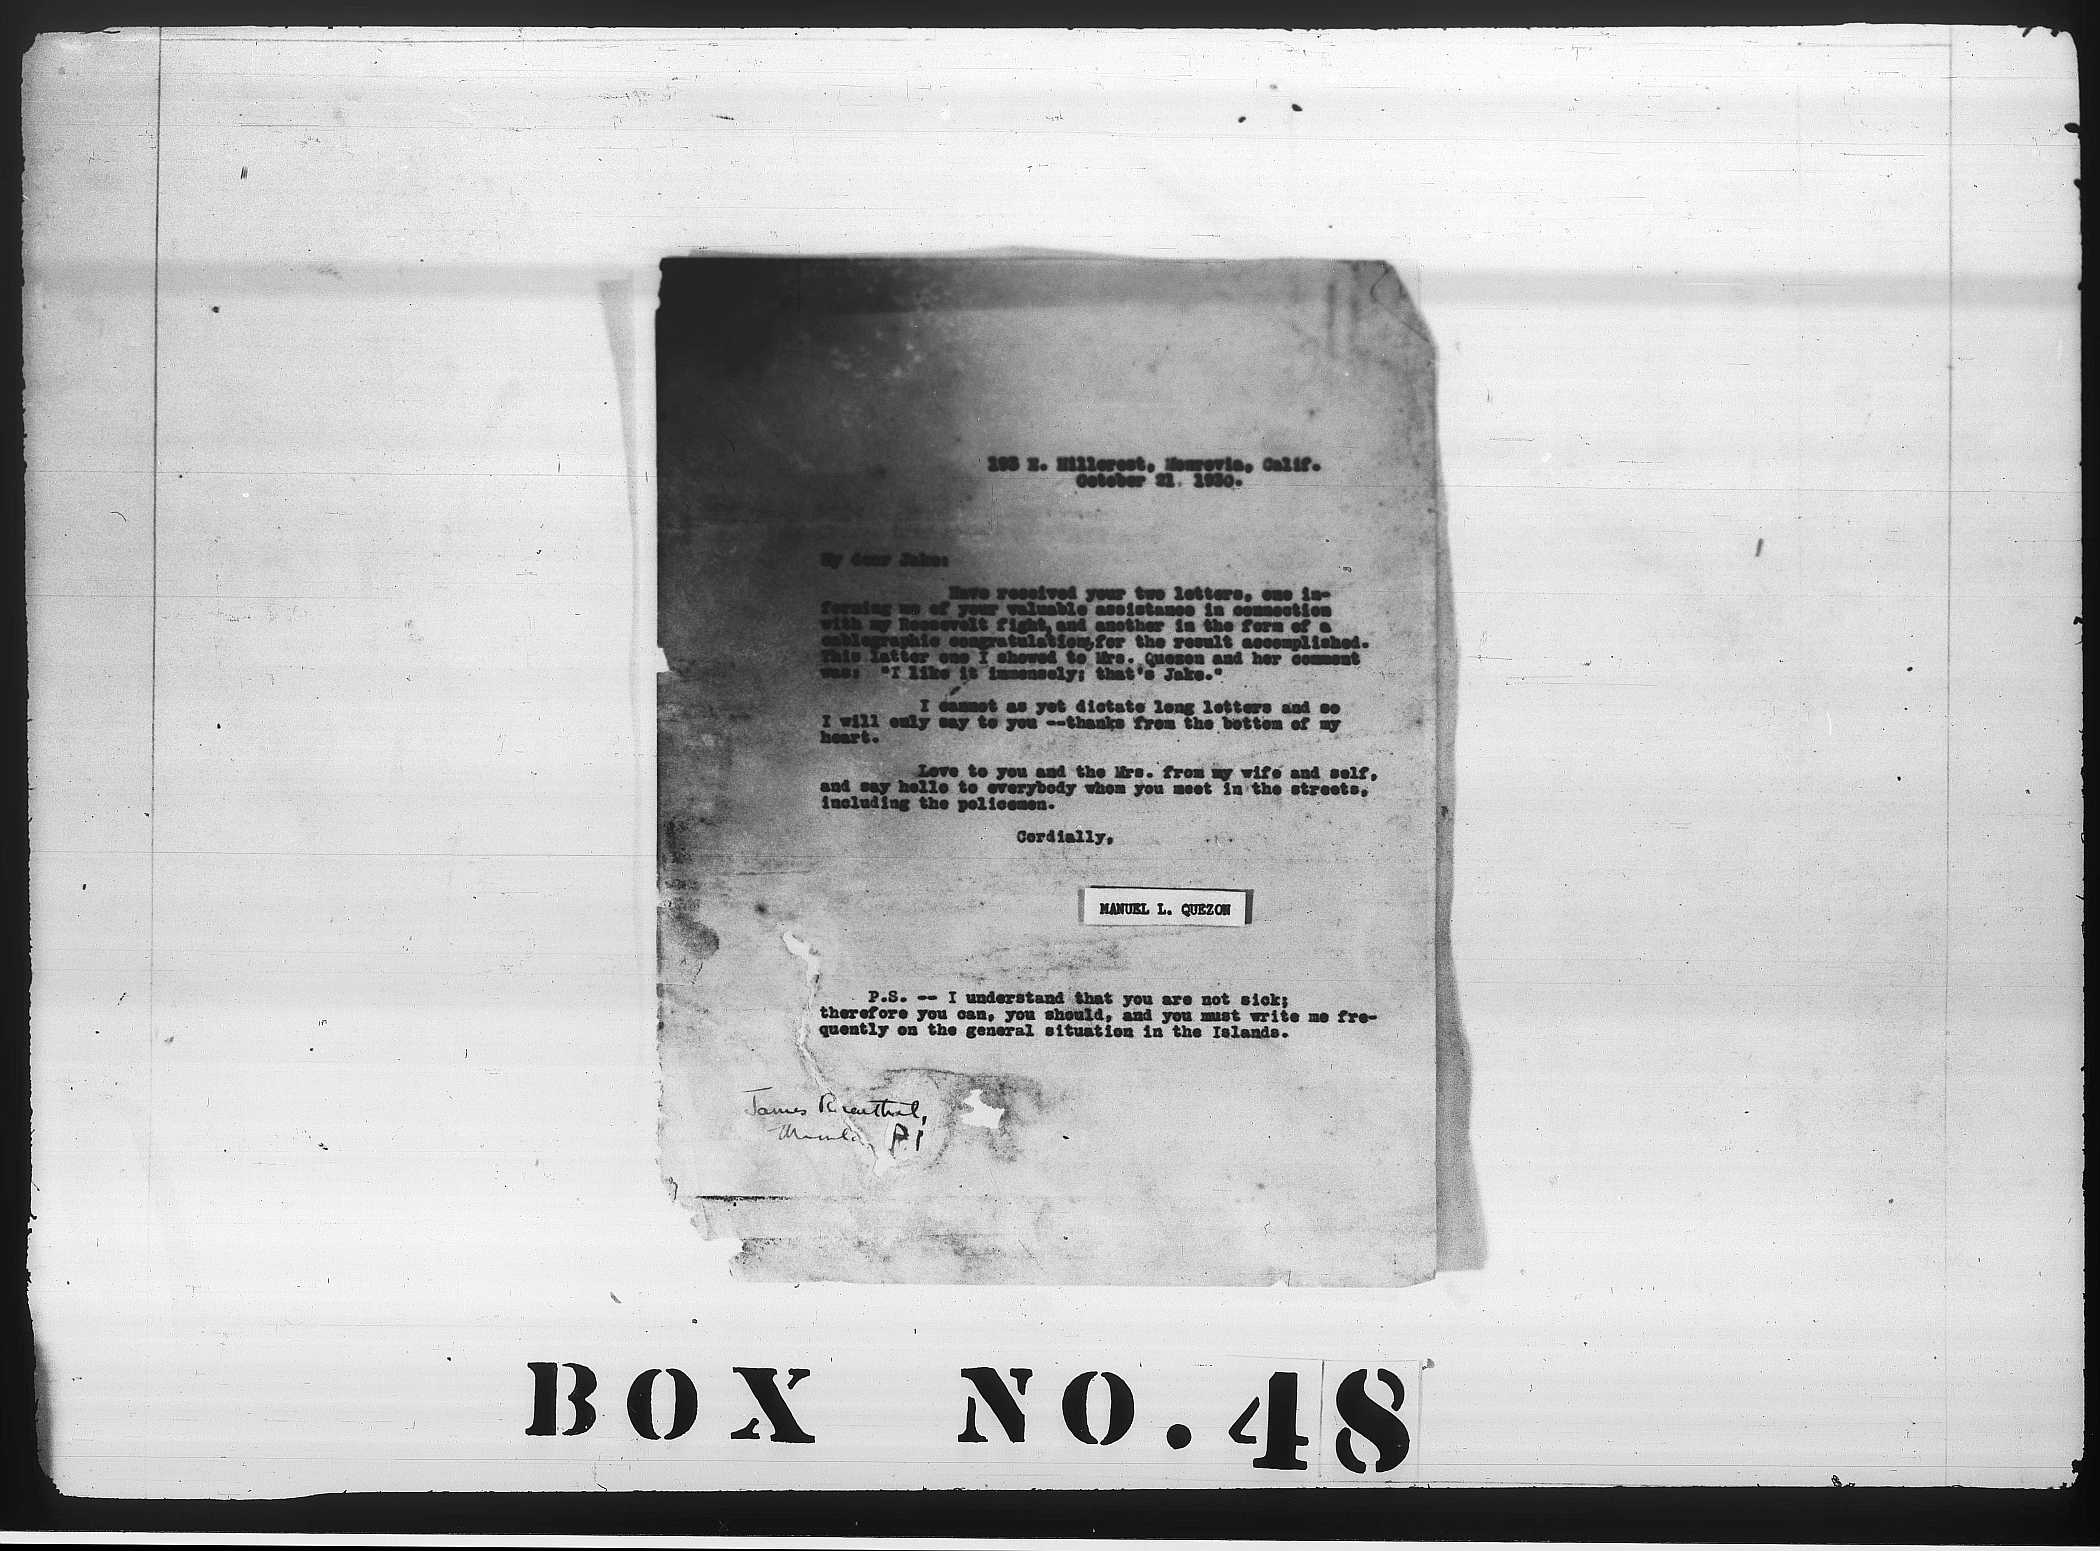 195 E. Hillcrest, Monrovia, Calif.
October 21, 1930.
My dear Jake:
Have received your two letters, one in-
forming me of your valuable assistance in connection
with my Roosevelt fight, and another in the form of a
cablegraphic congratulation, for the result accomplished.
This latter one I showed to Mrs. Quezon and her comment
was: "I like it immensely; that's Jake."
I cannot as yet dictate long letters and so
I will only say to you --thanks from the bottom of my
heart.
Love to you and the Mrs. from my wife and self,
and say hello to everybody whom you meet in the streets,
including the policemen.
Cordially,
MANUEL L. QUEZON
P.S. -- I understand that you are not sick;
therefore you can, you should, and you must write me fre-
quently on the general situation in the Islands.
James Rosenthal,
Manila PI
BOX NO. 48